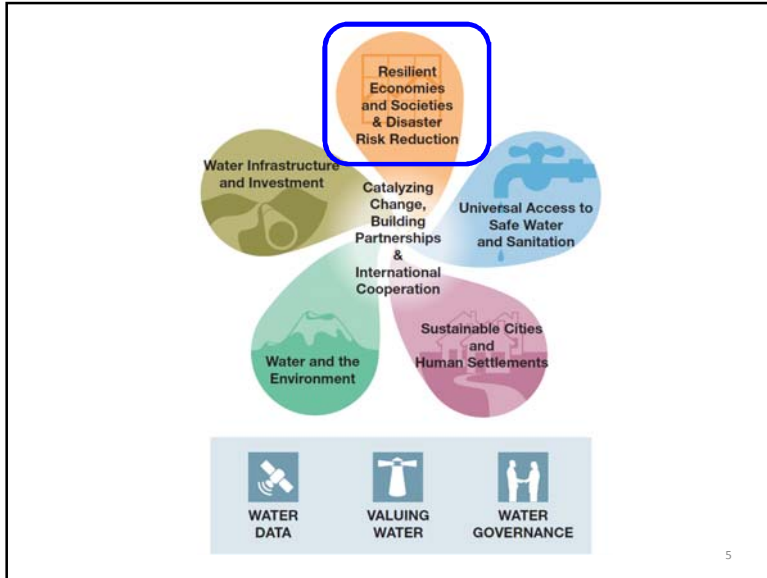 Resilient
Economies
and Societies
& Disaster
Risk Reduction
Water Infrastructure
and Investment
Catalyzing
Change,
Building
Partnerships
&
International
Cooperation
Universal Access to
Safe Water
and Sanitation
Water and the
Environment
Sustainable Cities
and
Human Settlements
WATER
DATA
VALUING
WATER
WATER
GOVERNANCE
5